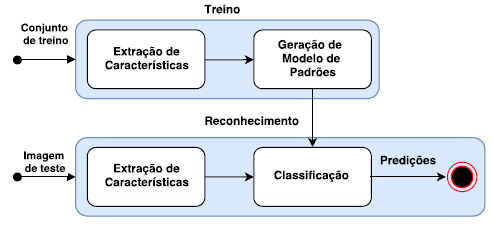 Treino
Conjunto
de treino
Extração de
Características
Geração de
Modelo de
Padrões
Reconhecimento
Imagem
de teste
Extração de
Características
Classificação
Predições